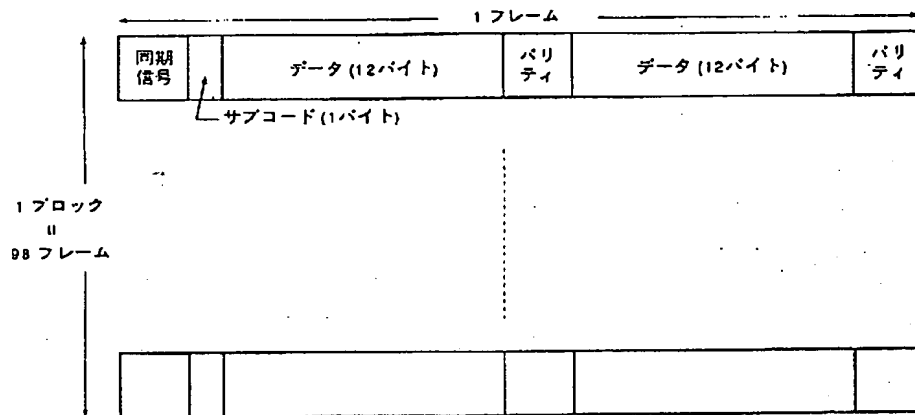 1 フレーム
同期
信号
データ (12バイト)
パリ
ティ
データ (12バイト)
パリ
ティ
サブコード (1バイト)
1 ブロック
=
98 フレーム